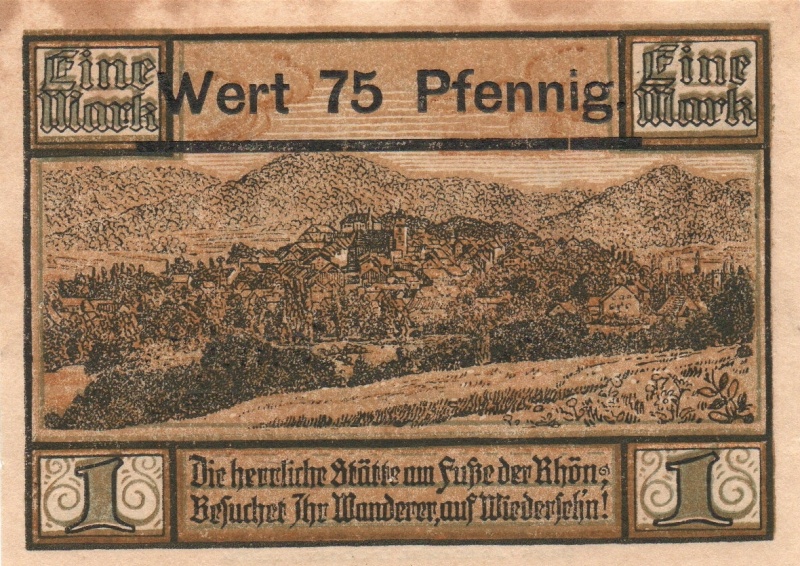 Eine
Mark
Wert 75 Pfennig.
Eine
Mark
1
Die herrliche Stätte am Fuße der Rhön,
Besuchet Ihr Wanderer, auf Wiedersehn!
1